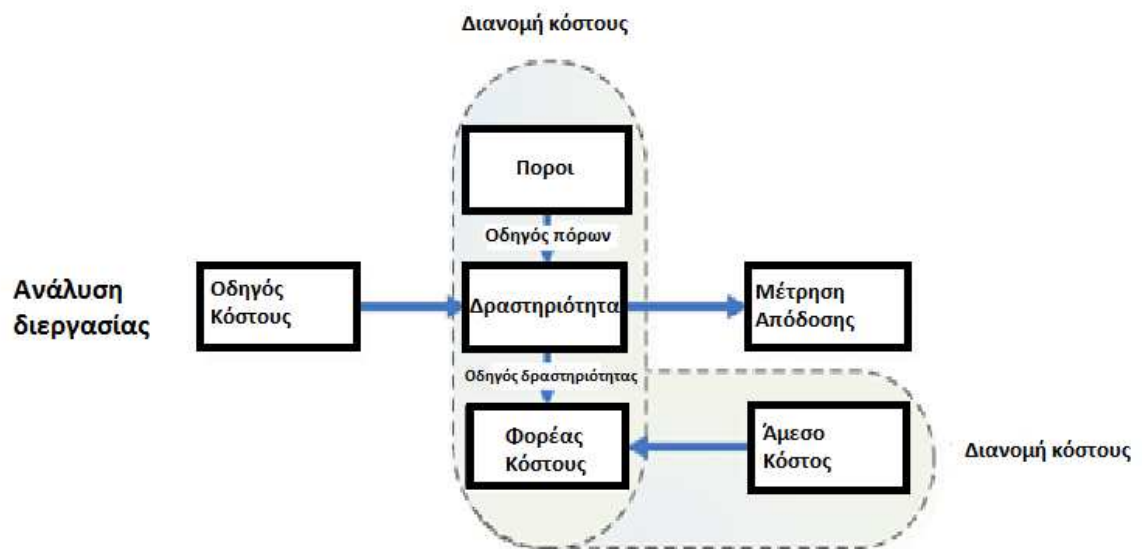 Διανομή κόστους
Ποροι
Οδηγός πόρων
Ανάλυση
διεργασίας
Οδηγός
Κόστους
Δραστηριότητα
Μέτρηση
Απόδοσης
Οδηγός δραστηριότητας
Φορέας
Κόστους
Άμεσο
Κόστος
Διανομή κόστους